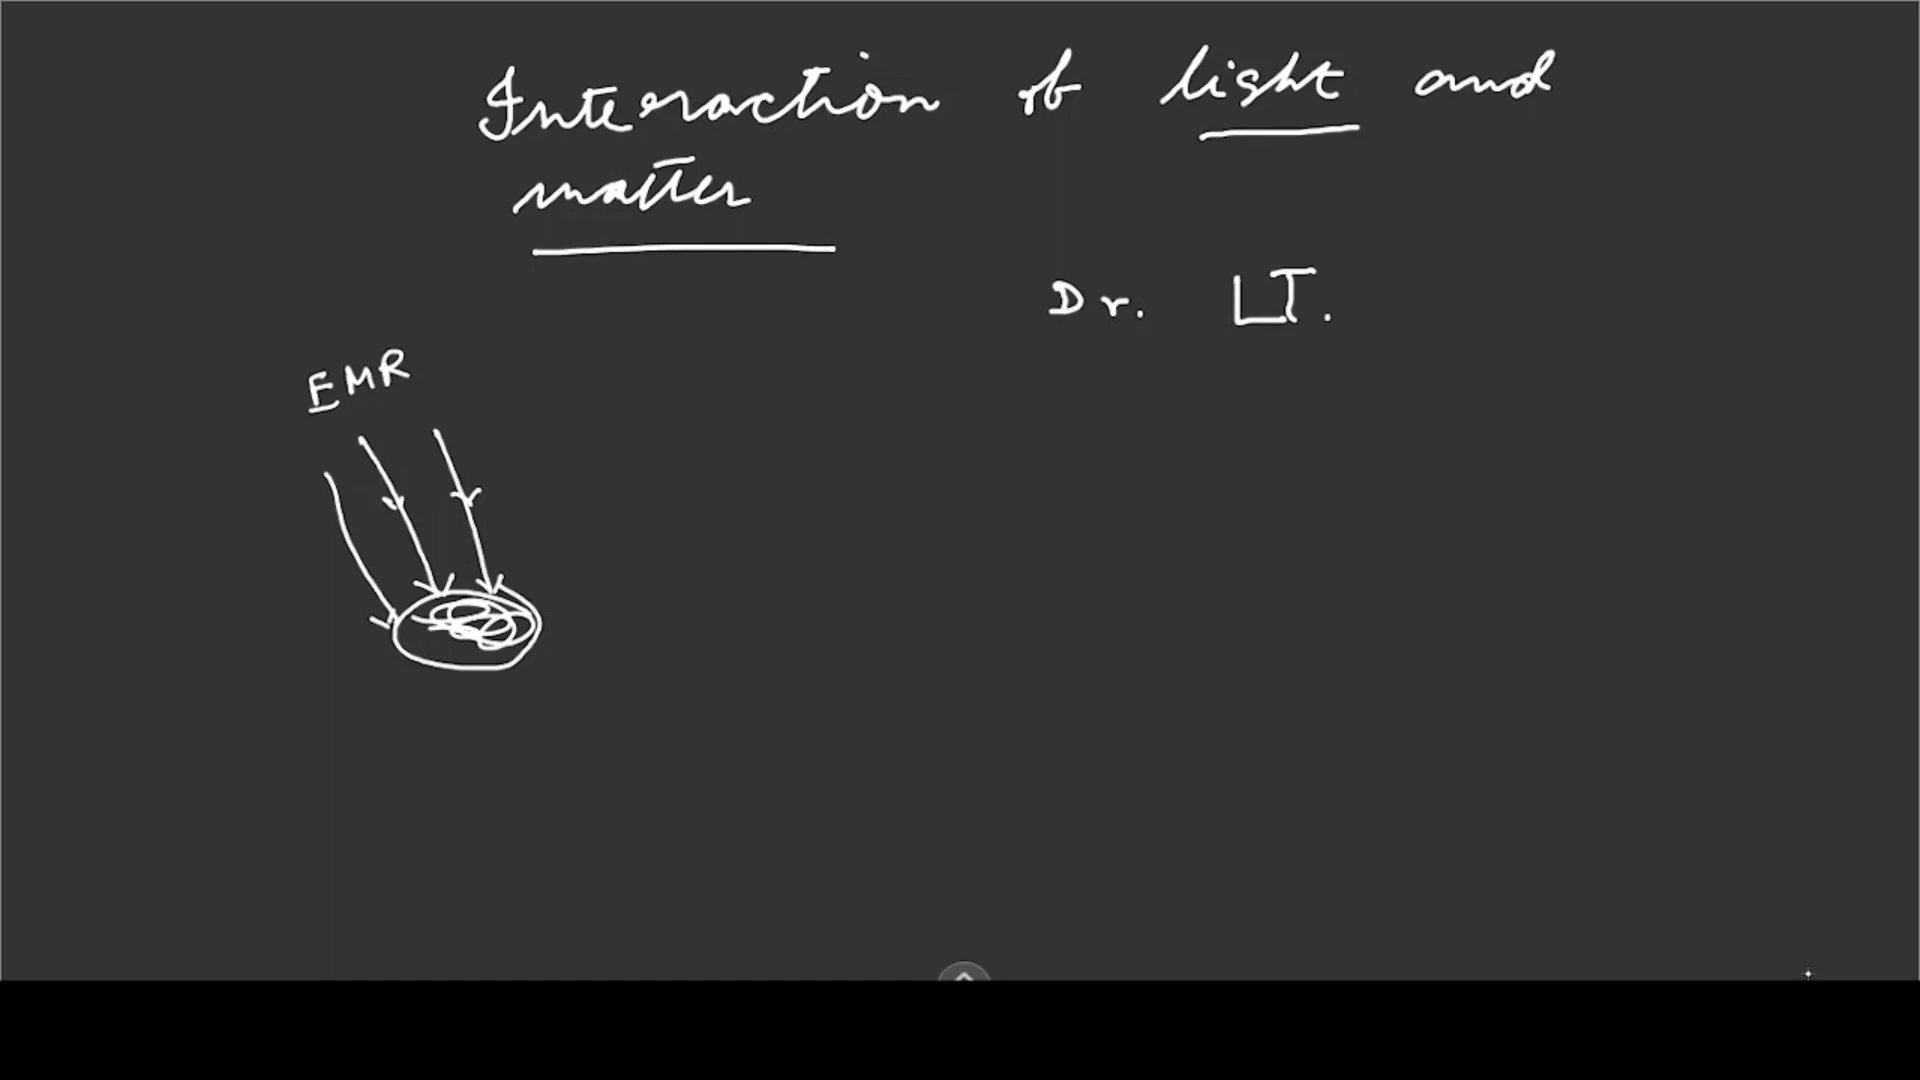 Interaction of light and
matter
Dr. LT.
EMR